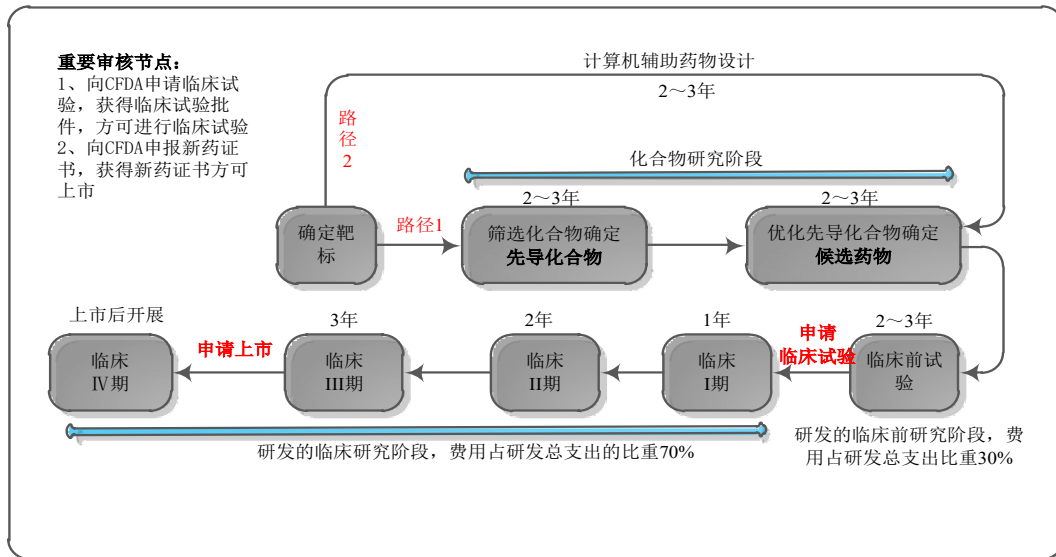 重要审核节点：
1、向CFDA申请临床试
验，获得临床试验批
件，方可进行临床试验
2、向CFDA申报新药证
书，获得新药证书方可
上市
计算机辅助药物设计
2～3年
路
径
2
化合物研究阶段
2～3年
2～3年
确定靶
标
路径1
筛选化合物确定
先导化合物
优化先导化合物确定
候选药物
上市后开展
3年
2年
1年
2～3年
申请上市
申请
临床试验
临床
Ⅳ期
临床
III期
临床
II期
临床
I期
临床前试
验
研发的临床研究阶段，费用占研发总支出的比重70%
研发的临床前研究阶段，费
用占研发总支出比重30%